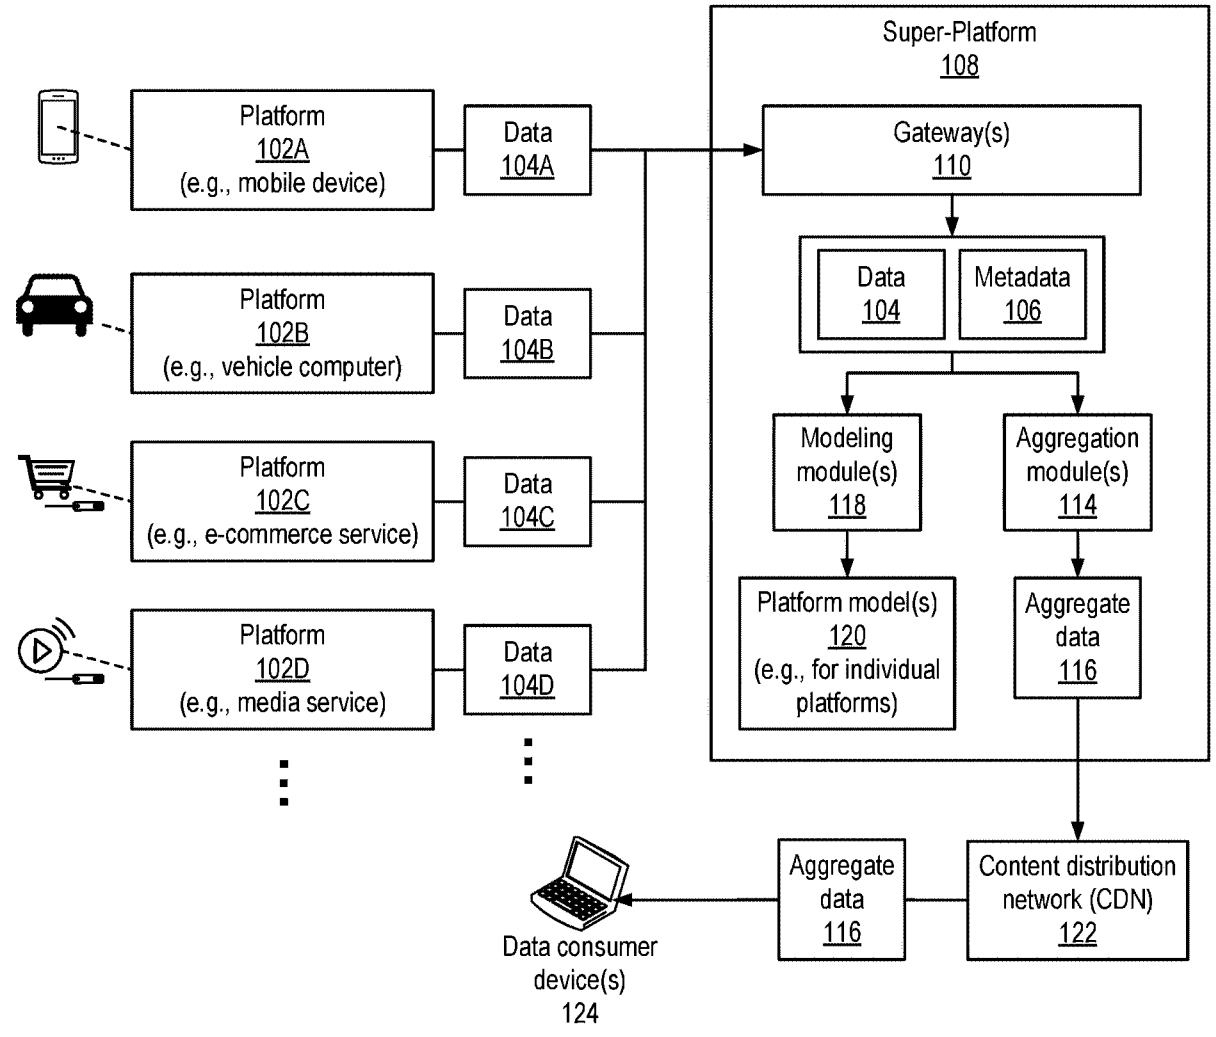 Super-Platform
108
Platform
102A
(e.g., mobile device)
Data
104A
Gateway(s)
110
Platform
102B
(e.g., vehicle computer)
Data
104B
Data
104
Metadata
106
Platform
102C
(e.g., e-commerce service)
Data
104C
Modeling
module(s)
118
Aggregation
module(s)
114
Platform
102D
(e.g., media service)
Data
104D
Platform model(s)
120
(e.g., for individual
platforms)
Aggregate
data
116
Content distribution
network (CDN)
122
Aggregate
data
116
Data consumer
device(s)
124